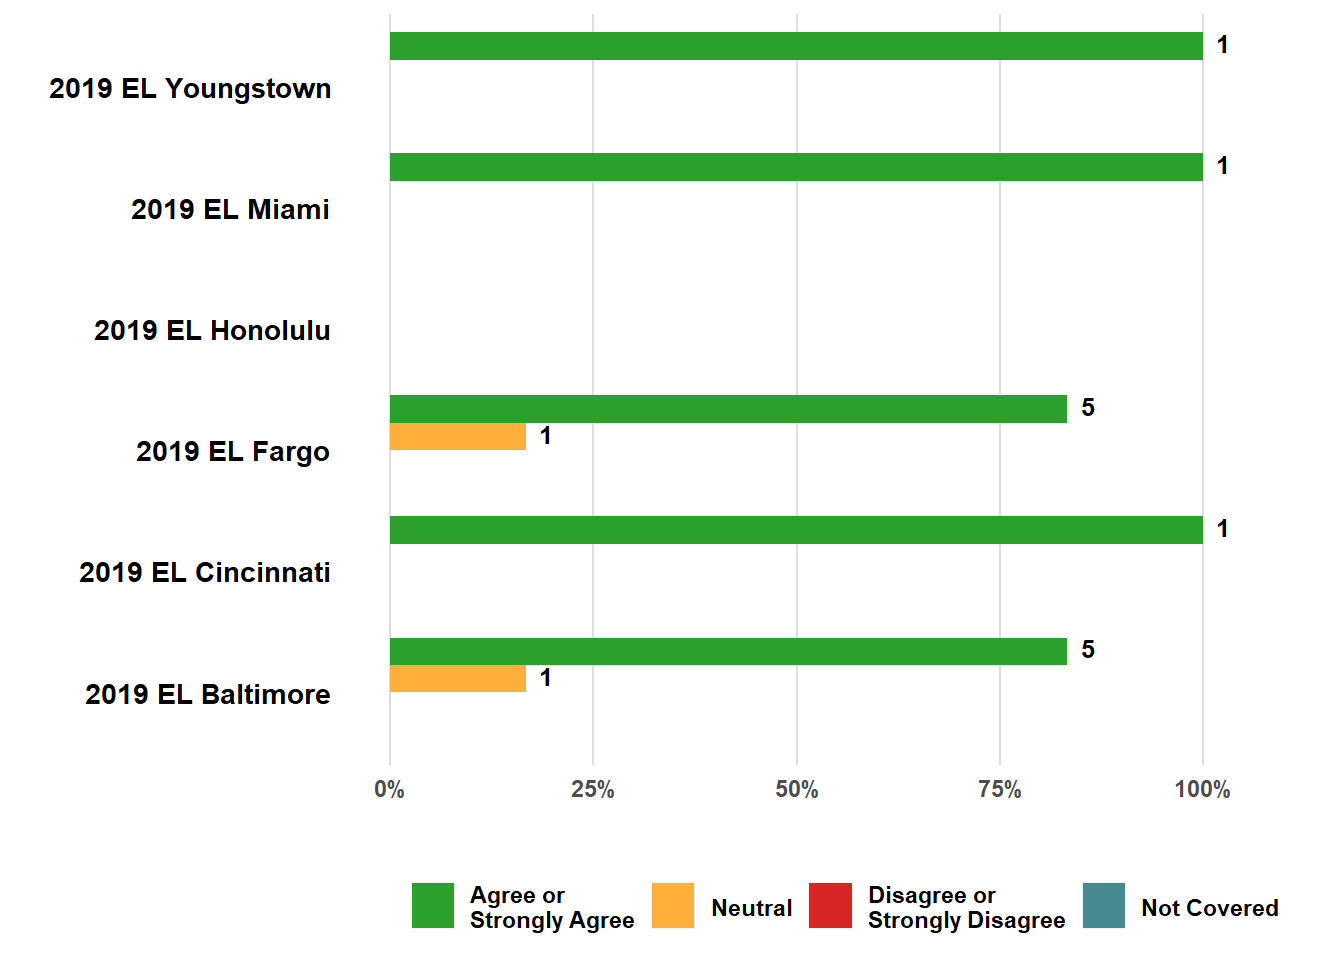 1
2019 EL Youngstown
1
2019 EL Miami
2019 EL Honolulu
5
1
2019 EL Fargo
1
2019 EL Cincinnati
5
1
2019 EL Baltimore
0% 25% 50% 75% 100%
Agree or
Strongly Agree
Neutral
Disagree or
Strongly Disagree
Not Covered